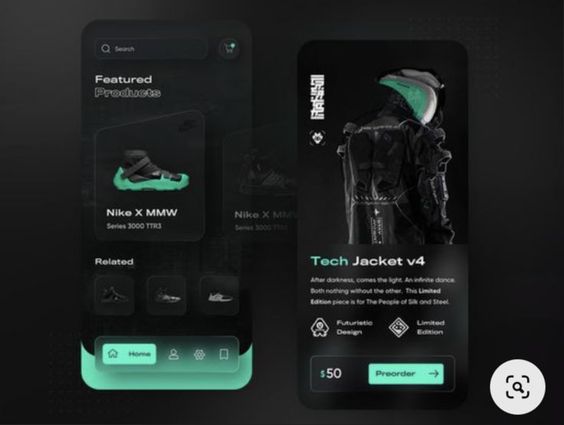 Search
Featured
Products
Nike X MMW
Series 3000 TTR3
Nike X MMW
Series 3000
Related
Home
Tech Jacket v4
After darkness, comes the light. An infinite dance.
Both nothing without the other. This Limited
Edition piece is for The People of Silk and Steel.
Futuristic
Design
Limited
Edition
$50
Preorder